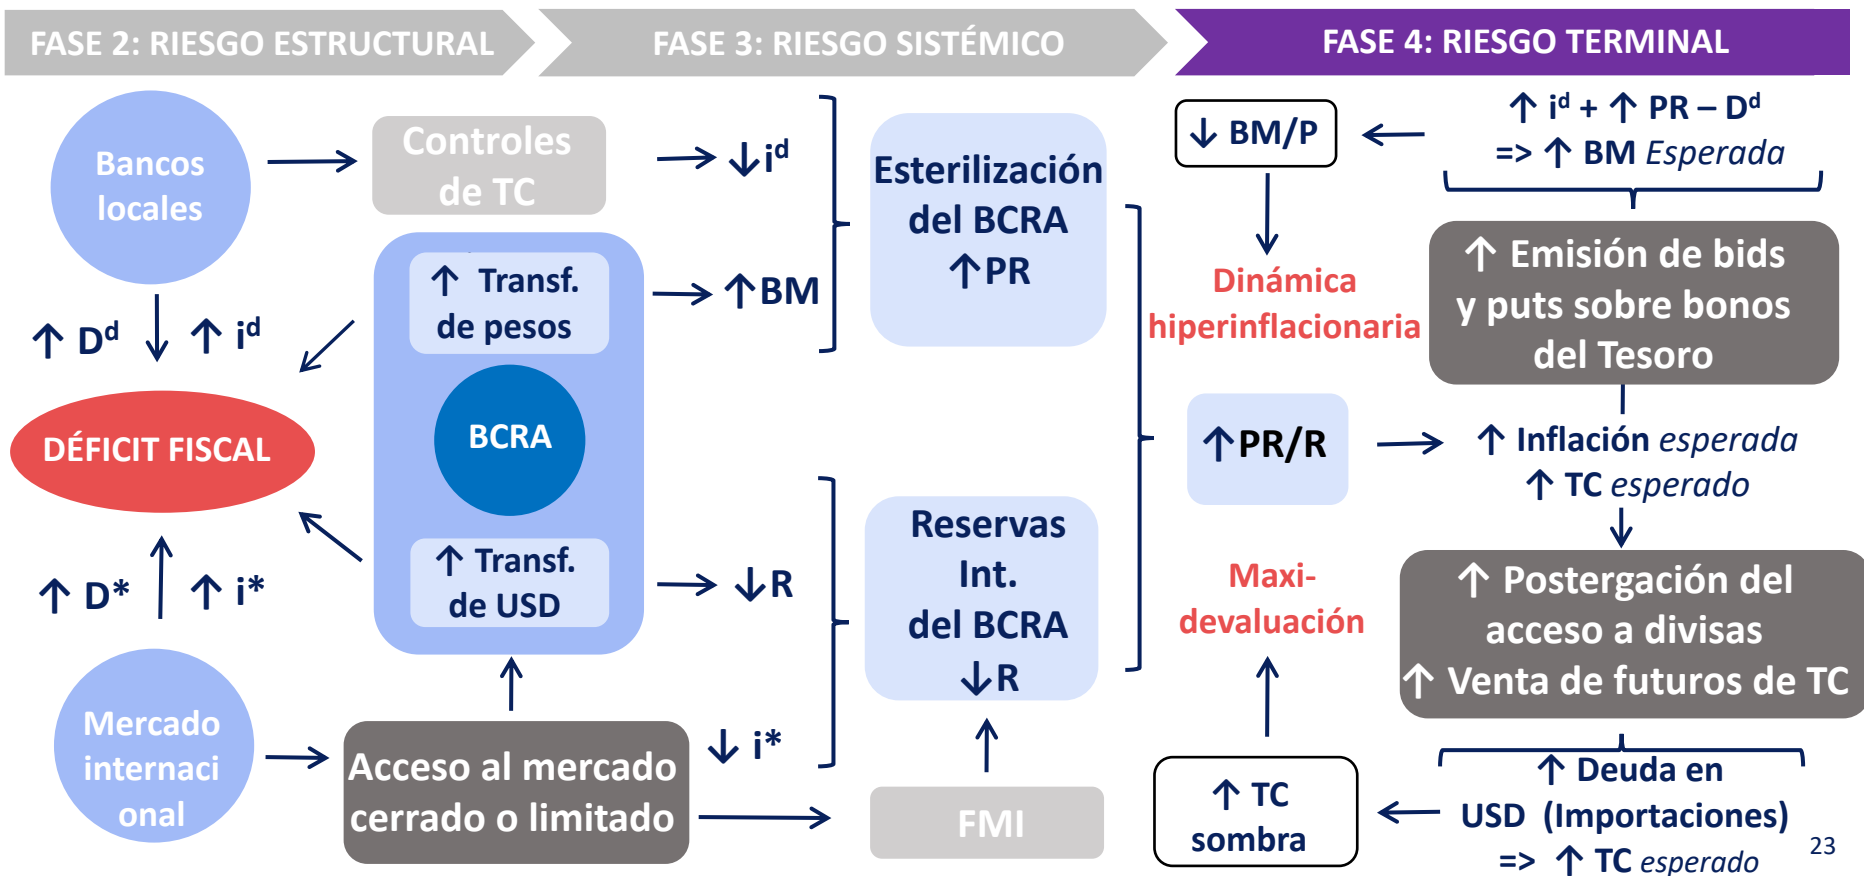 FASE 2: RIESGO ESTRUCTURAL
FASE 3: RIESGO SISTÉMICO
FASE 4: RIESGO TERMINAL
Bancos
locales
↑ Dᵈ
↑ iᵈ
DÉFICIT FISCAL
↑ D*
↑ i*
Mercado
internaci
onal
Controles
de TC
↑ Transf.
de pesos
BCRA
↑ Transf.
de USD
Acceso al mercado
cerrado o limitado
↓ iᵈ
↑ BM
↓ R
↓ i*
Esterilización
del BCRA
↑ PR
Reservas
Int.
del BCRA
↓ R
FMI
↓ BM/P
Dinámica
hiperinflacionaria
↑ PR/R
Maxi-
devaluación
↑ TC
sombra
↑ iᵈ + ↑ PR – Dᵈ
=> ↑ BM Esperada
↑ Emisión de bids
y puts sobre bonos
del Tesoro
↑ Inflación esperada
↑ TC esperado
↑ Postergación del
acceso a divisas
↑ Venta de futuros de TC
↑ Deuda en
USD (Importaciones)
=> ↑ TC esperado
23